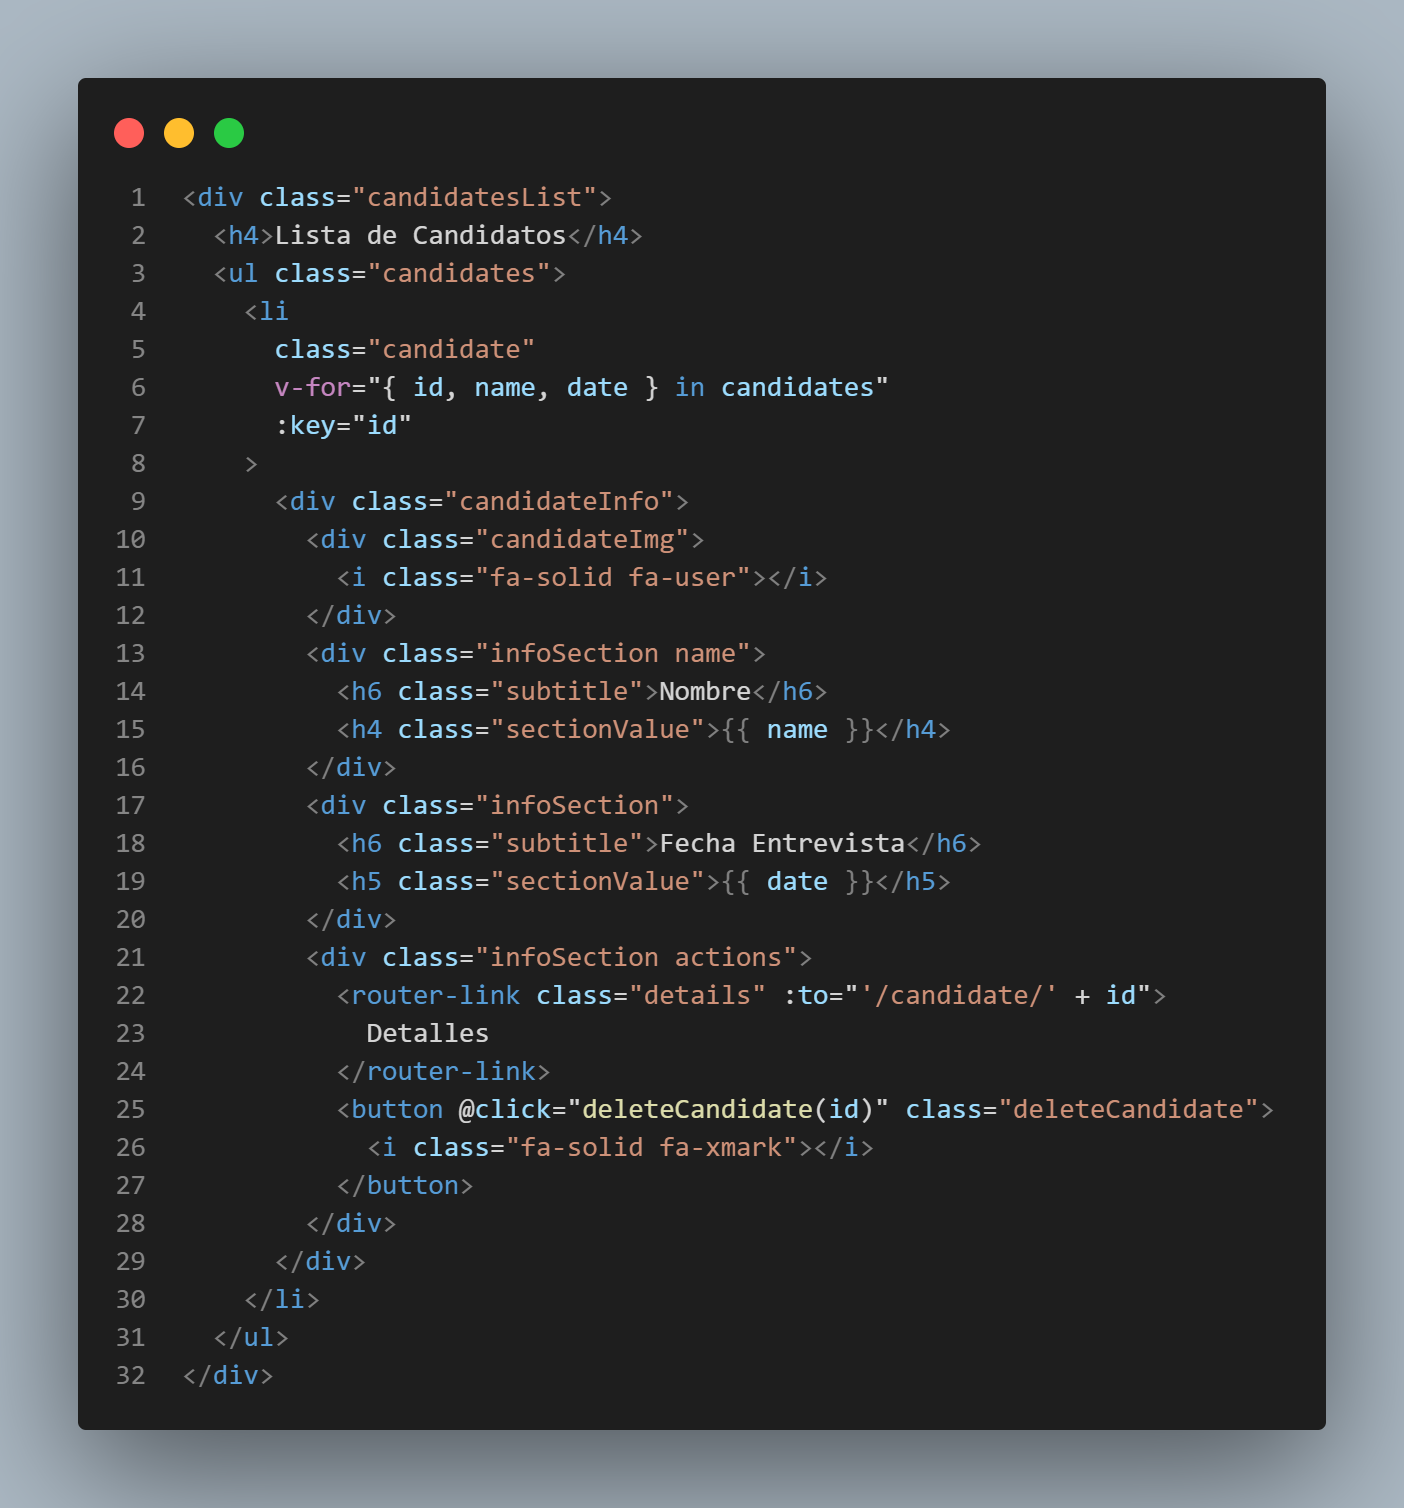 1 <div class="candidatesList">
2   <h4>Lista de Candidatos</h4>
3   <ul class="candidates">
4     <li
5       class="candidate"
6       v-for="{ id, name, date } in candidates"
7       :key="id"
8     >
9       <div class="candidateInfo">
10         <div class="candidateImg">
11           <i class="fa-solid fa-user"></i>
12         </div>
13         <div class="infoSection name">
14           <h6 class="subtitle">Nombre</h6>
15           <h4 class="sectionValue">{{ name }}</h4>
16         </div>
17         <div class="infoSection">
18           <h6 class="subtitle">Fecha Entrevista</h6>
19           <h5 class="sectionValue">{{ date }}</h5>
20         </div>
21         <div class="infoSection actions">
22           <router-link class="details" :to="'/candidate/' + id">
23             Detalles
24           </router-link>
25           <button @click="deleteCandidate(id)" class="deleteCandidate">
26             <i class="fa-solid fa-xmark"></i>
27           </button>
28         </div>
29       </div>
30     </li>
31   </ul>
32 </div>